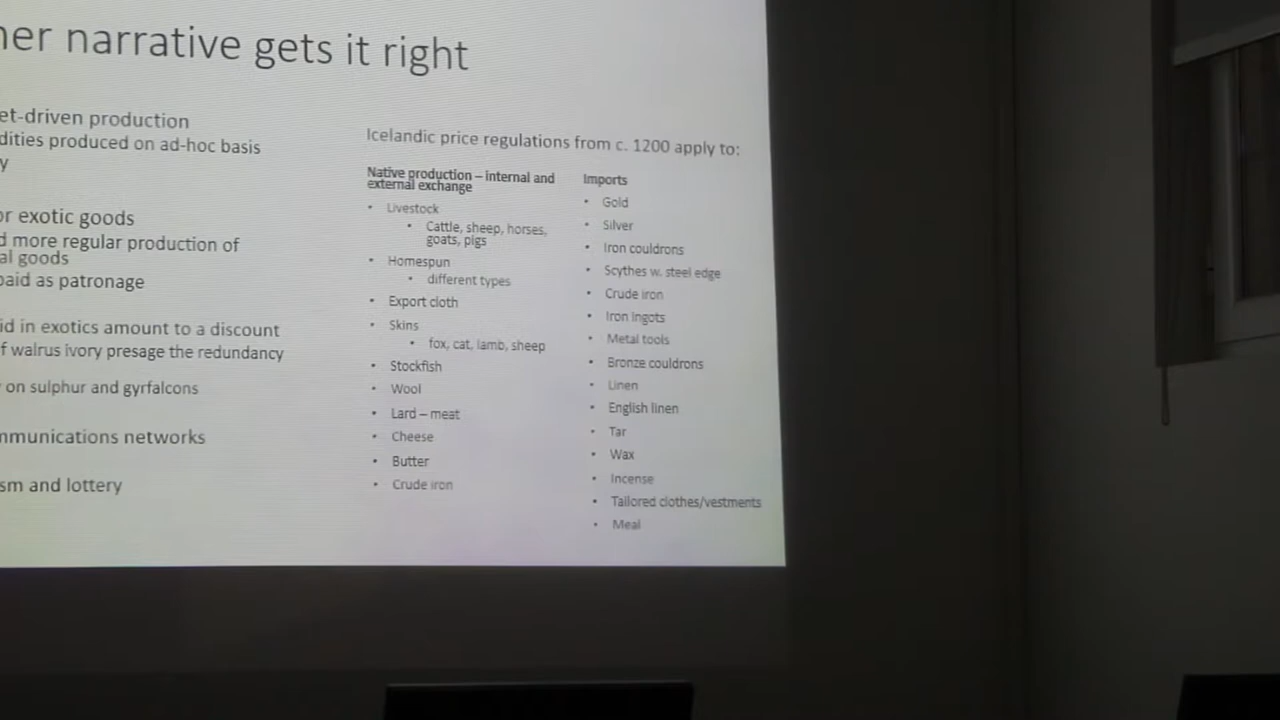 her narrative gets it right
et-driven production
dities produced on ad-hoc basis
y
or exotic goods
d more regular production of
al goods
paid as patronage
id in exotics amount to a discount
f walrus ivory presage the redundancy
on sulphur and gyrfalcons
mmunications networks
sm and lottery
Icelandic price regulations from c. 1200 apply to:
Native production – internal and
external exchange
• Livestock
• Cattle, sheep, horses,
goats, pigs
• Homespun
• different types
• Export cloth
• Skins
• fox, cat, lamb, sheep
• Stockfish
• Wool
• Lard – meat
• Cheese
• Butter
• Crude iron
Imports
• Gold
• Silver
• Iron couldrons
• Scythes w. steel edge
• Crude iron
• Iron ingots
• Metal tools
• Bronze couldrons
• Linen
• English linen
• Tar
• Wax
• Incense
• Tailored clothes/vestments
• Meal